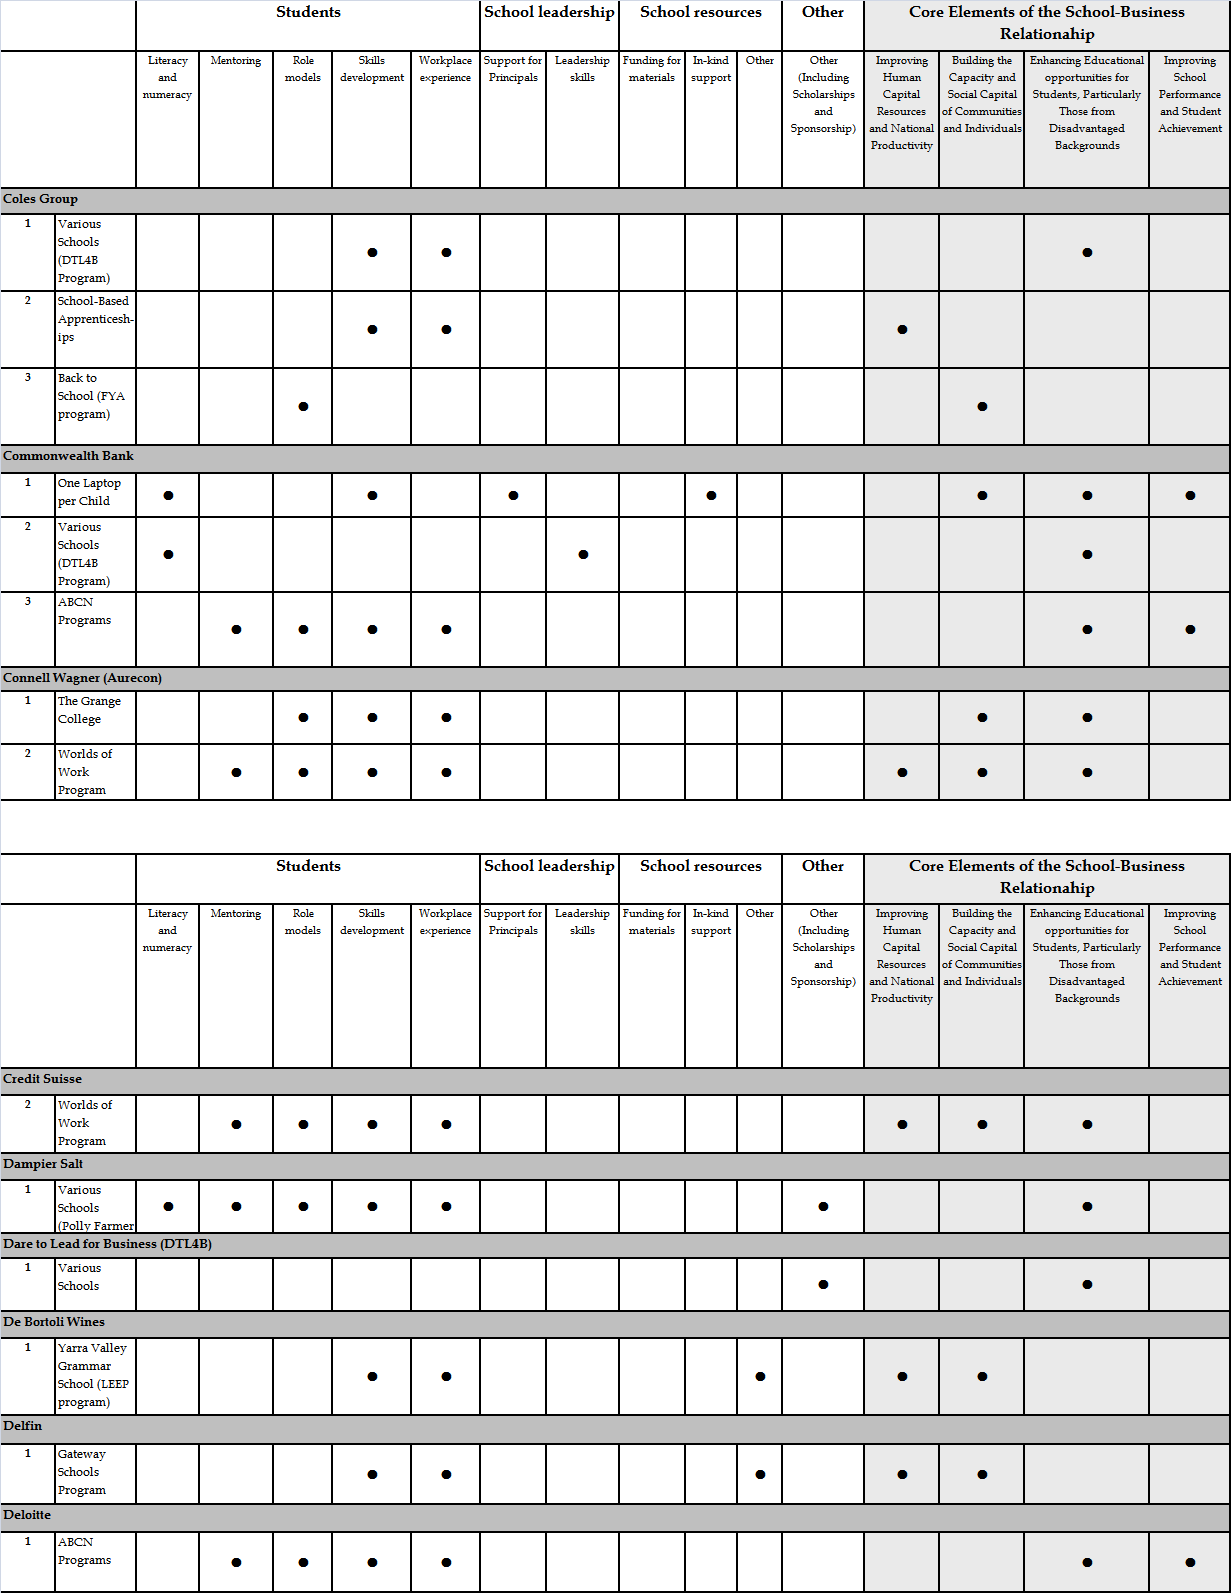 Students School leadership School resources Other Core Elements of the School-Business
Relationahip
Literacy Mentoring Role Skills Workplace Support for Leadership Funding for In-kind Other Other Improving Building the Enhancing Educational Improving
and models development experience Principals skills materials support (Including Human Capacity and opportunities for School
numeracy Scholarships Capital Social Capital Students, Particularly Performance
and Resources of Communities Those from and Student
Sponsorship) and National and Individuals Disadvantaged Achievement
Productivity Backgrounds
Coles Group
1 Various
Schools
(DTL4B
Program)
● ● ●
2 School-Based
Apprenticesh-
ips
● ● ●
3 Back to
School (FYA
program)
● ●
Commonwealth Bank
1 One Laptop
per Child
● ● ● ● ● ● ●
2 Various
Schools
(DTL4B
Program)
● ● ●
3 ABCN
Programs
● ● ● ● ● ●
Connell Wagner (Aurecon)
1 The Grange
College
● ● ● ● ●
2 Worlds of
Work
Program
● ● ● ● ● ● ●
Students School leadership School resources Other Core Elements of the School-Business
Relationahip
Literacy Mentoring Role Skills Workplace Support for Leadership Funding for In-kind Other Other Improving Building the Enhancing Educational Improving
and models development experience Principals skills materials support (Including Human Capacity and opportunities for School
numeracy Scholarships Capital Social Capital Students, Particularly Performance
and Resources of Communities Those from and Student
Sponsorship) and National and Individuals Disadvantaged Achievement
Productivity Backgrounds
Credit Suisse
2 Worlds of
Work
Program
● ● ● ● ● ● ●
Dampier Salt
1 Various
Schools
(Polly Farmer
● ● ● ● ● ● ●
Dare to Lead for Business (DTL4B)
1 Various
Schools
● ●
De Bortoli Wines
1 Yarra Valley
Grammar
School (LEEP
program)
● ● ● ● ●
Delfin
1 Gateway
Schools
Program
● ● ● ● ●
Deloitte
1 ABCN
Programs
● ● ● ● ● ●